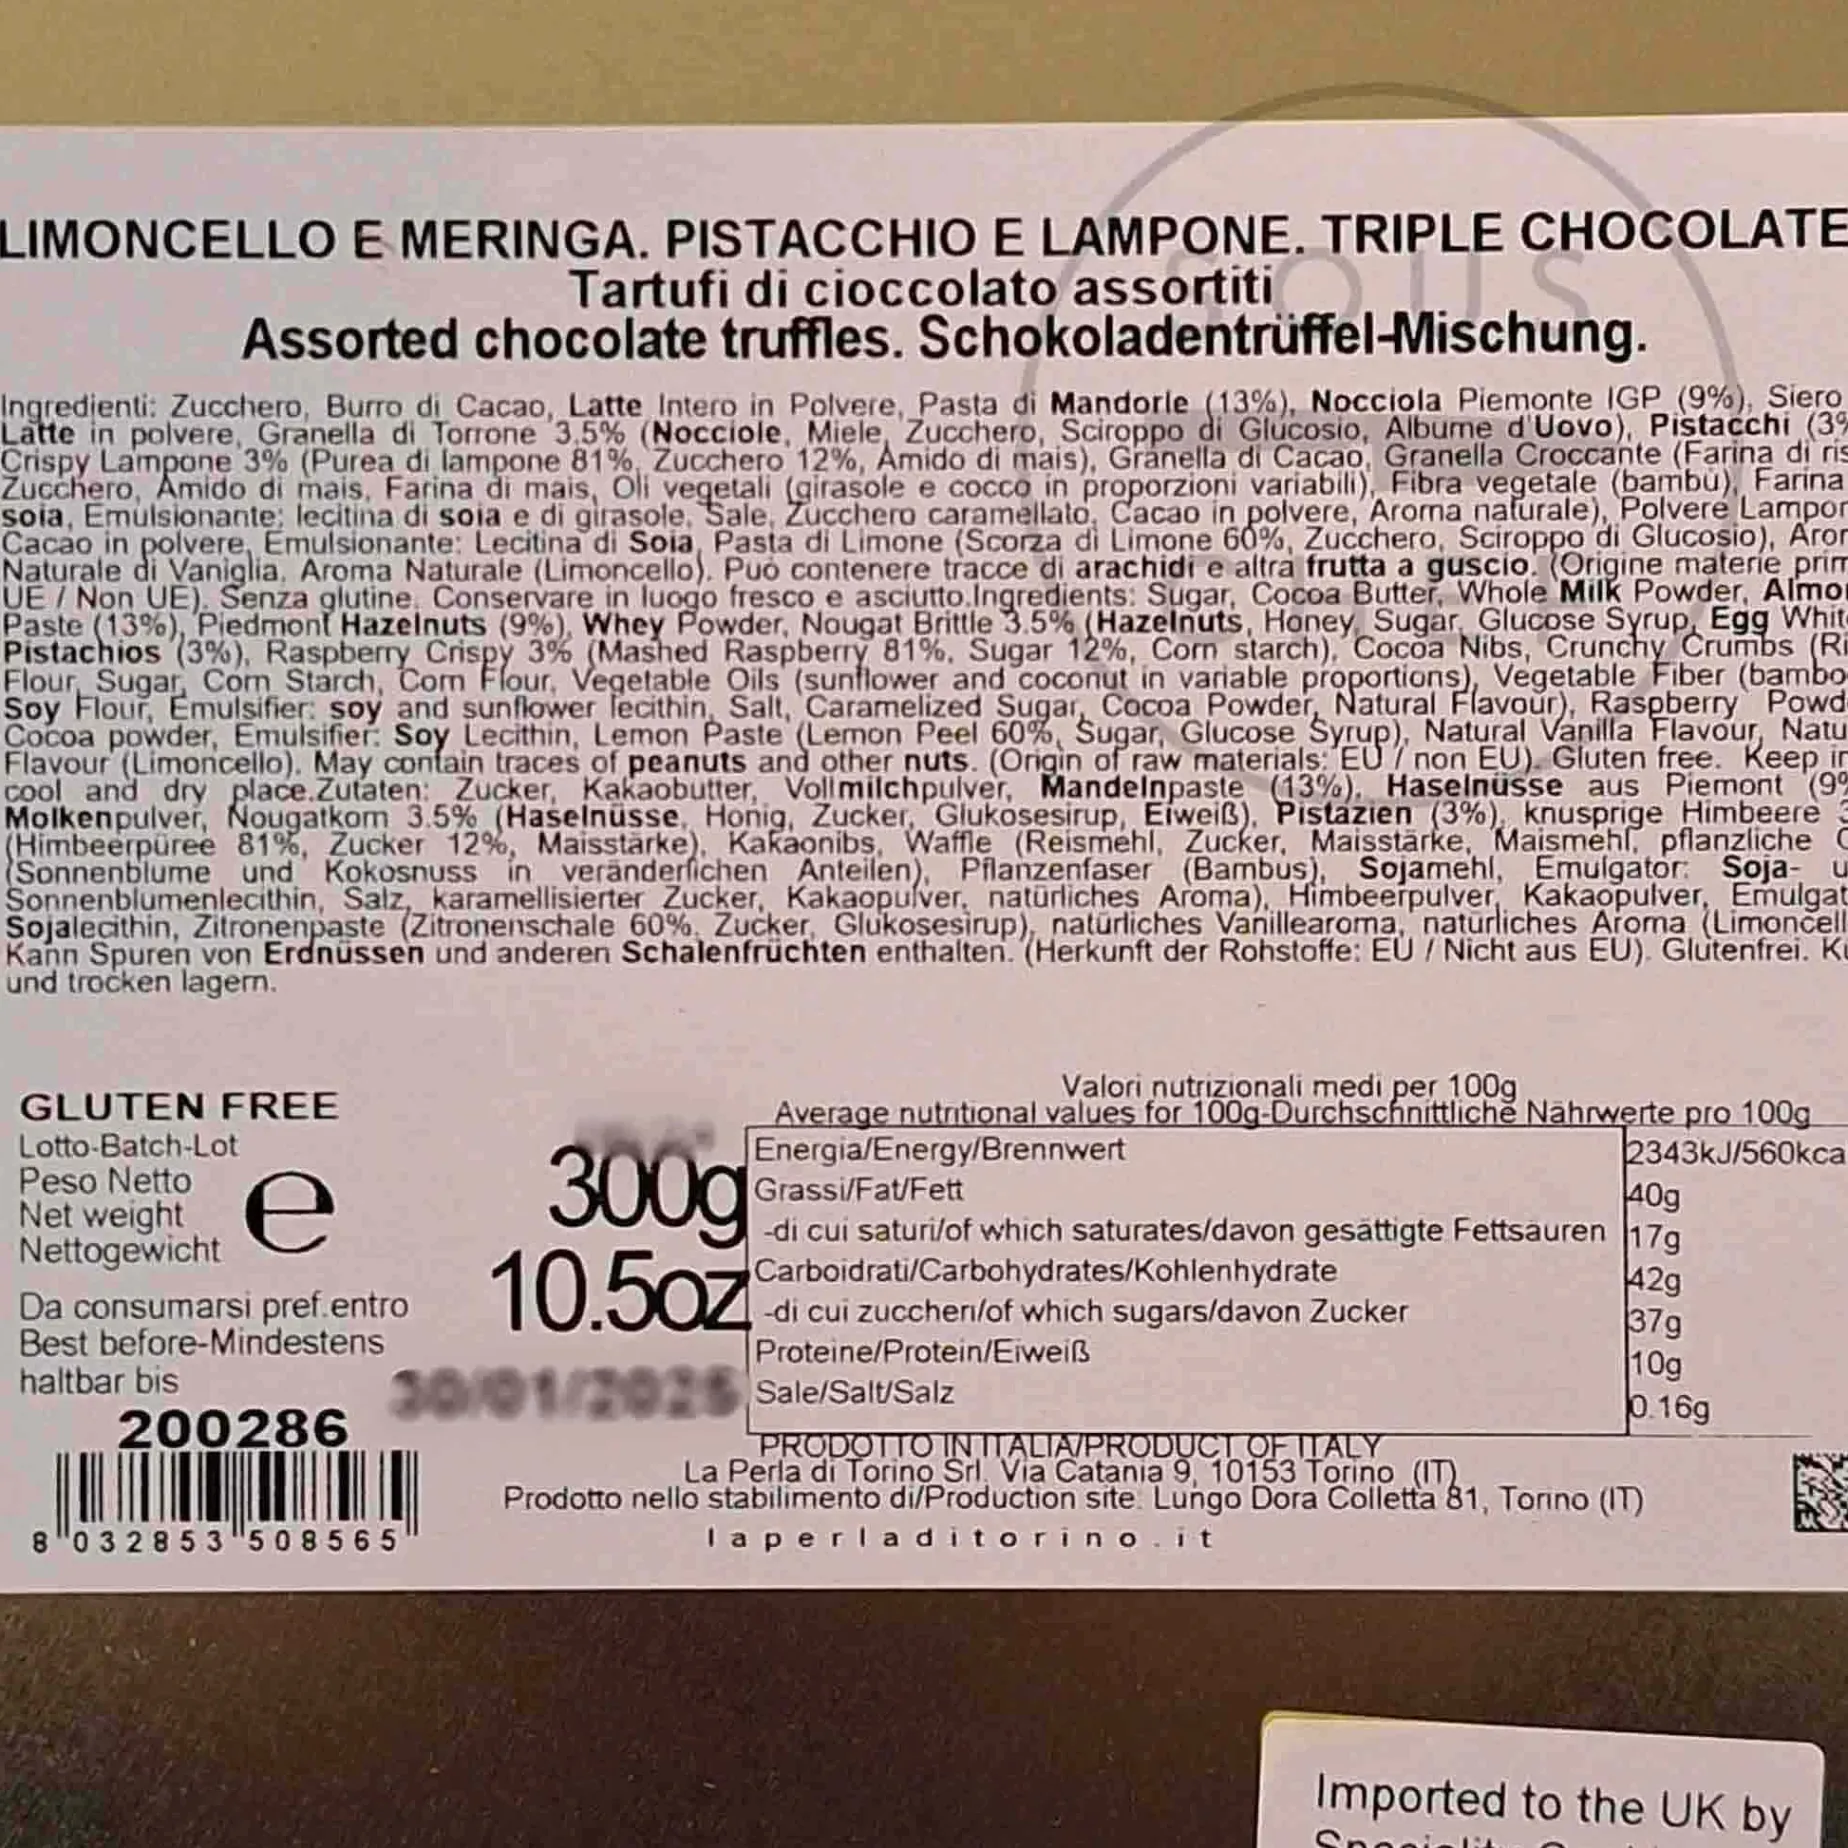 LIMONCELLO E MERINGA. PISTACCHIO E LAMPONE. TRIPLE CHOCOLATE
Tartufi di cioccolato assortiti
Assorted chocolate truffles. Schokoladentrüffel-Mischung.
Ingredienti: Zucchero, Burro di Cacao, Latte Intero in Polvere, Pasta di Mandorle (13%), Nocciola Piemonte IGP (9%), Siero
Latte in polvere, Granella di Torrone 3.5% (Nocciole, Miele, Zucchero, Sciroppo di Glucosio, Albume d'Uovo), Pistacchi (3%
Crispy Lampone 3% (Purea di lampone 81%, Zucchero 12%, Amido di mais), Granella di Cacao, Granella Croccante (Farina di ris
Zucchero, Amido di mais, Farina di mais, Oli vegetali (girasole e cocco in proporzioni variabili), Fibra vegetale (bambù), Farina
soia, Emulsionante: lecitina di soia e di girasole, Sale, Zucchero caramellato, Cacao in polvere, Aroma naturale), Polvere Lampon
Cacao in polvere, Emulsionante: Lecitina di Soia, Pasta di Limone (Scorza di Limone 60%, Zucchero, Sciroppo di Glucosio), Aron
Naturale di Vaniglia, Aroma Naturale (Limoncello). Può contenere tracce di arachidi e altra frutta a guscio. (Origine materie prim
UE / Non UE). Senza glutine. Conservare in luogo fresco e asciutto.Ingredients: Sugar, Cocoa Butter, Whole Milk Powder, Almon
Paste (13%), Piedmont Hazelnuts (9%), Whey Powder, Nougat Brittle 3.5% (Hazelnuts, Honey, Sugar, Glucose Syrup, Egg Whit
Pistachios (3%), Raspberry Crispy 3% (Mashed Raspberry 81%, Sugar 12%, Corn starch), Cocoa Nibs, Crunchy Crumbs (Ri
Flour, Sugar, Corn Starch, Corn Flour, Vegetable Oils (sunflower and coconut in variable proportions), Vegetable Fiber (bambo
Soy Flour, Emulsifier: soy and sunflower lecithin, Salt, Caramelized Sugar, Cocoa Powder, Natural Flavour), Raspberry Powd
Cocoa powder, Emulsifier: Soy Lecithin, Lemon Paste (Lemon Peel 60%, Sugar, Glucose Syrup), Natural Vanilla Flavour, Natu
Flavour (Limoncello). May contain traces of peanuts and other nuts. (Origin of raw materials: EU / non EU). Gluten free. Keep in
cool and dry place.Zutaten: Zucker, Kakaobutter, Vollmilchpulver, Mandelnpaste (13%), Haselnüsse aus Piemont (9%
Molkenpulver, Nougatkorn 3.5% (Haselnüsse, Honig, Zucker, Glukosesirup, Eiweiß), Pistazien (3%), knusprige Himbeere
(Himbeerpüree 81%, Zucker 12%, Maisstärke), Kakaonibs, Waffle (Reismehl, Zucker, Maisstärke, Maismehl, pflanzliche
(Sonnenblume und Kokosnuss in veränderlichen Anteilen), Pflanzenfaser (Bambus), Sojamehl, Emulgator: Soja- u
Sonnenblumenlecithin, Salz, karamellisierter Zucker, Kakaopulver, natürliches Aroma), Himbeerpulver, Kakaopulver, Emulgat
Sojalecithin, Zitronenpaste (Zitronenschale 60%, Zucker, Glukosesirup), natürliches Vanillearoma, natürliches Aroma (Limoncell
Kann Spuren von Erdnüssen und anderen Schalenfrüchten enthalten. (Herkunft der Rohstoffe: EU / Nicht aus EU). Glutenfrei. Kü
und trocken lagern.
GLUTEN FREE
Lotto-Batch-Lot
Peso Netto
Net weight
Nettogewicht
e
300g
10.5oz
Da consumarsi pref.entro
Best before-Mindestens
haltbar bis
200286
8 032853 508565
Valori nutrizionali medi per 100g
Average nutritional values for 100g-Durchschnittliche Nährwerte pro 100g
Energia/Energy/Brennwert 2343kJ/560kca
Grassi/Fat/Fett 40g
-di cui saturi/of which saturates/davon gesättigte Fettsäuren 17g
Carboidrati/Carbohydrates/Kohlenhydrate 42g
-di cui zuccheri/of which sugars/davon Zucker 37g
Proteine/Protein/Eiweiß 10g
Sale/Salt/Salz 0.16g
PRODOTTO IN ITALIA/PRODUCT OF ITALY
La Perla di Torino Srl. Via Catania 9, 10153 Torino (IT)
Prodotto nello stabilimento di/Production site: Lungo Dora Colletta 81, Torino (IT)
laperladitorino.it
SOUS
Imported to the UK by